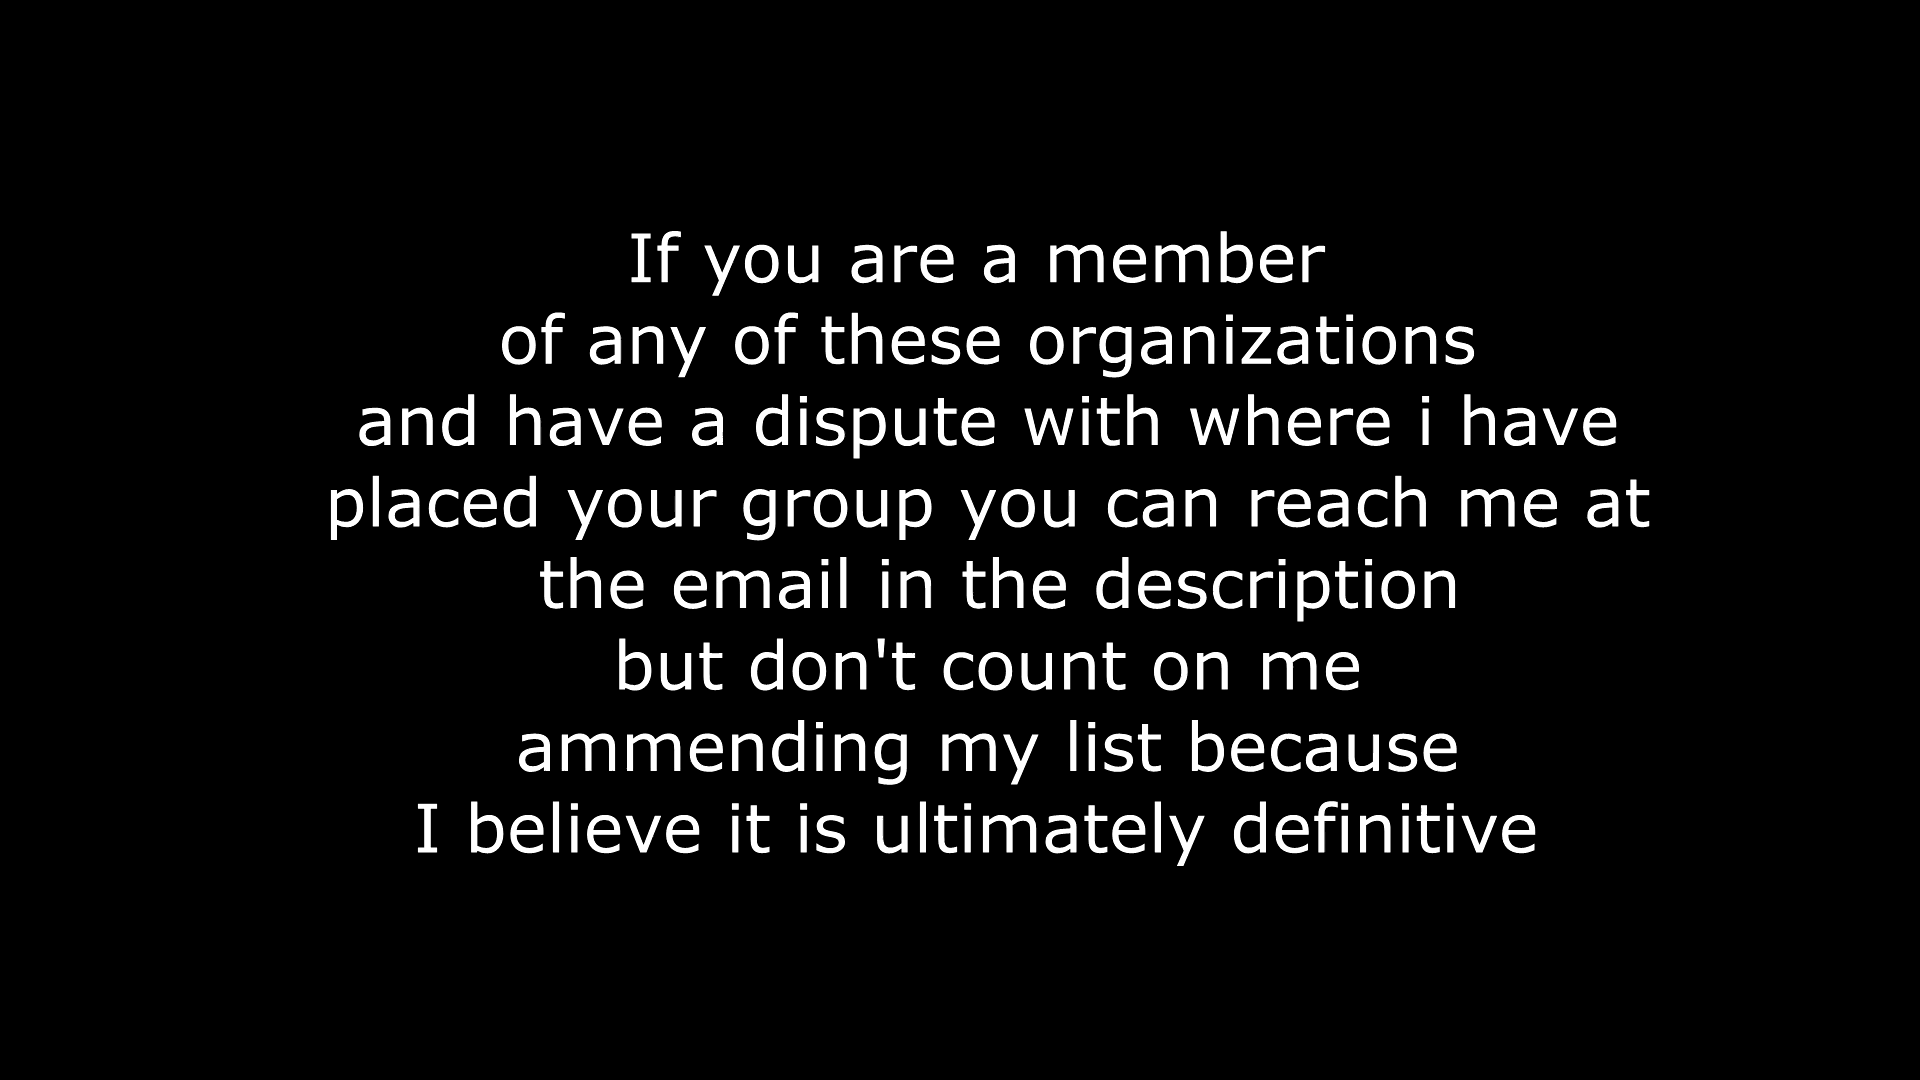 If you are a member
of any of these organizations
and have a dispute with where i have
placed your group you can reach me at
the email in the description
but don't count on me
ammending my list because
I believe it is ultimately definitive